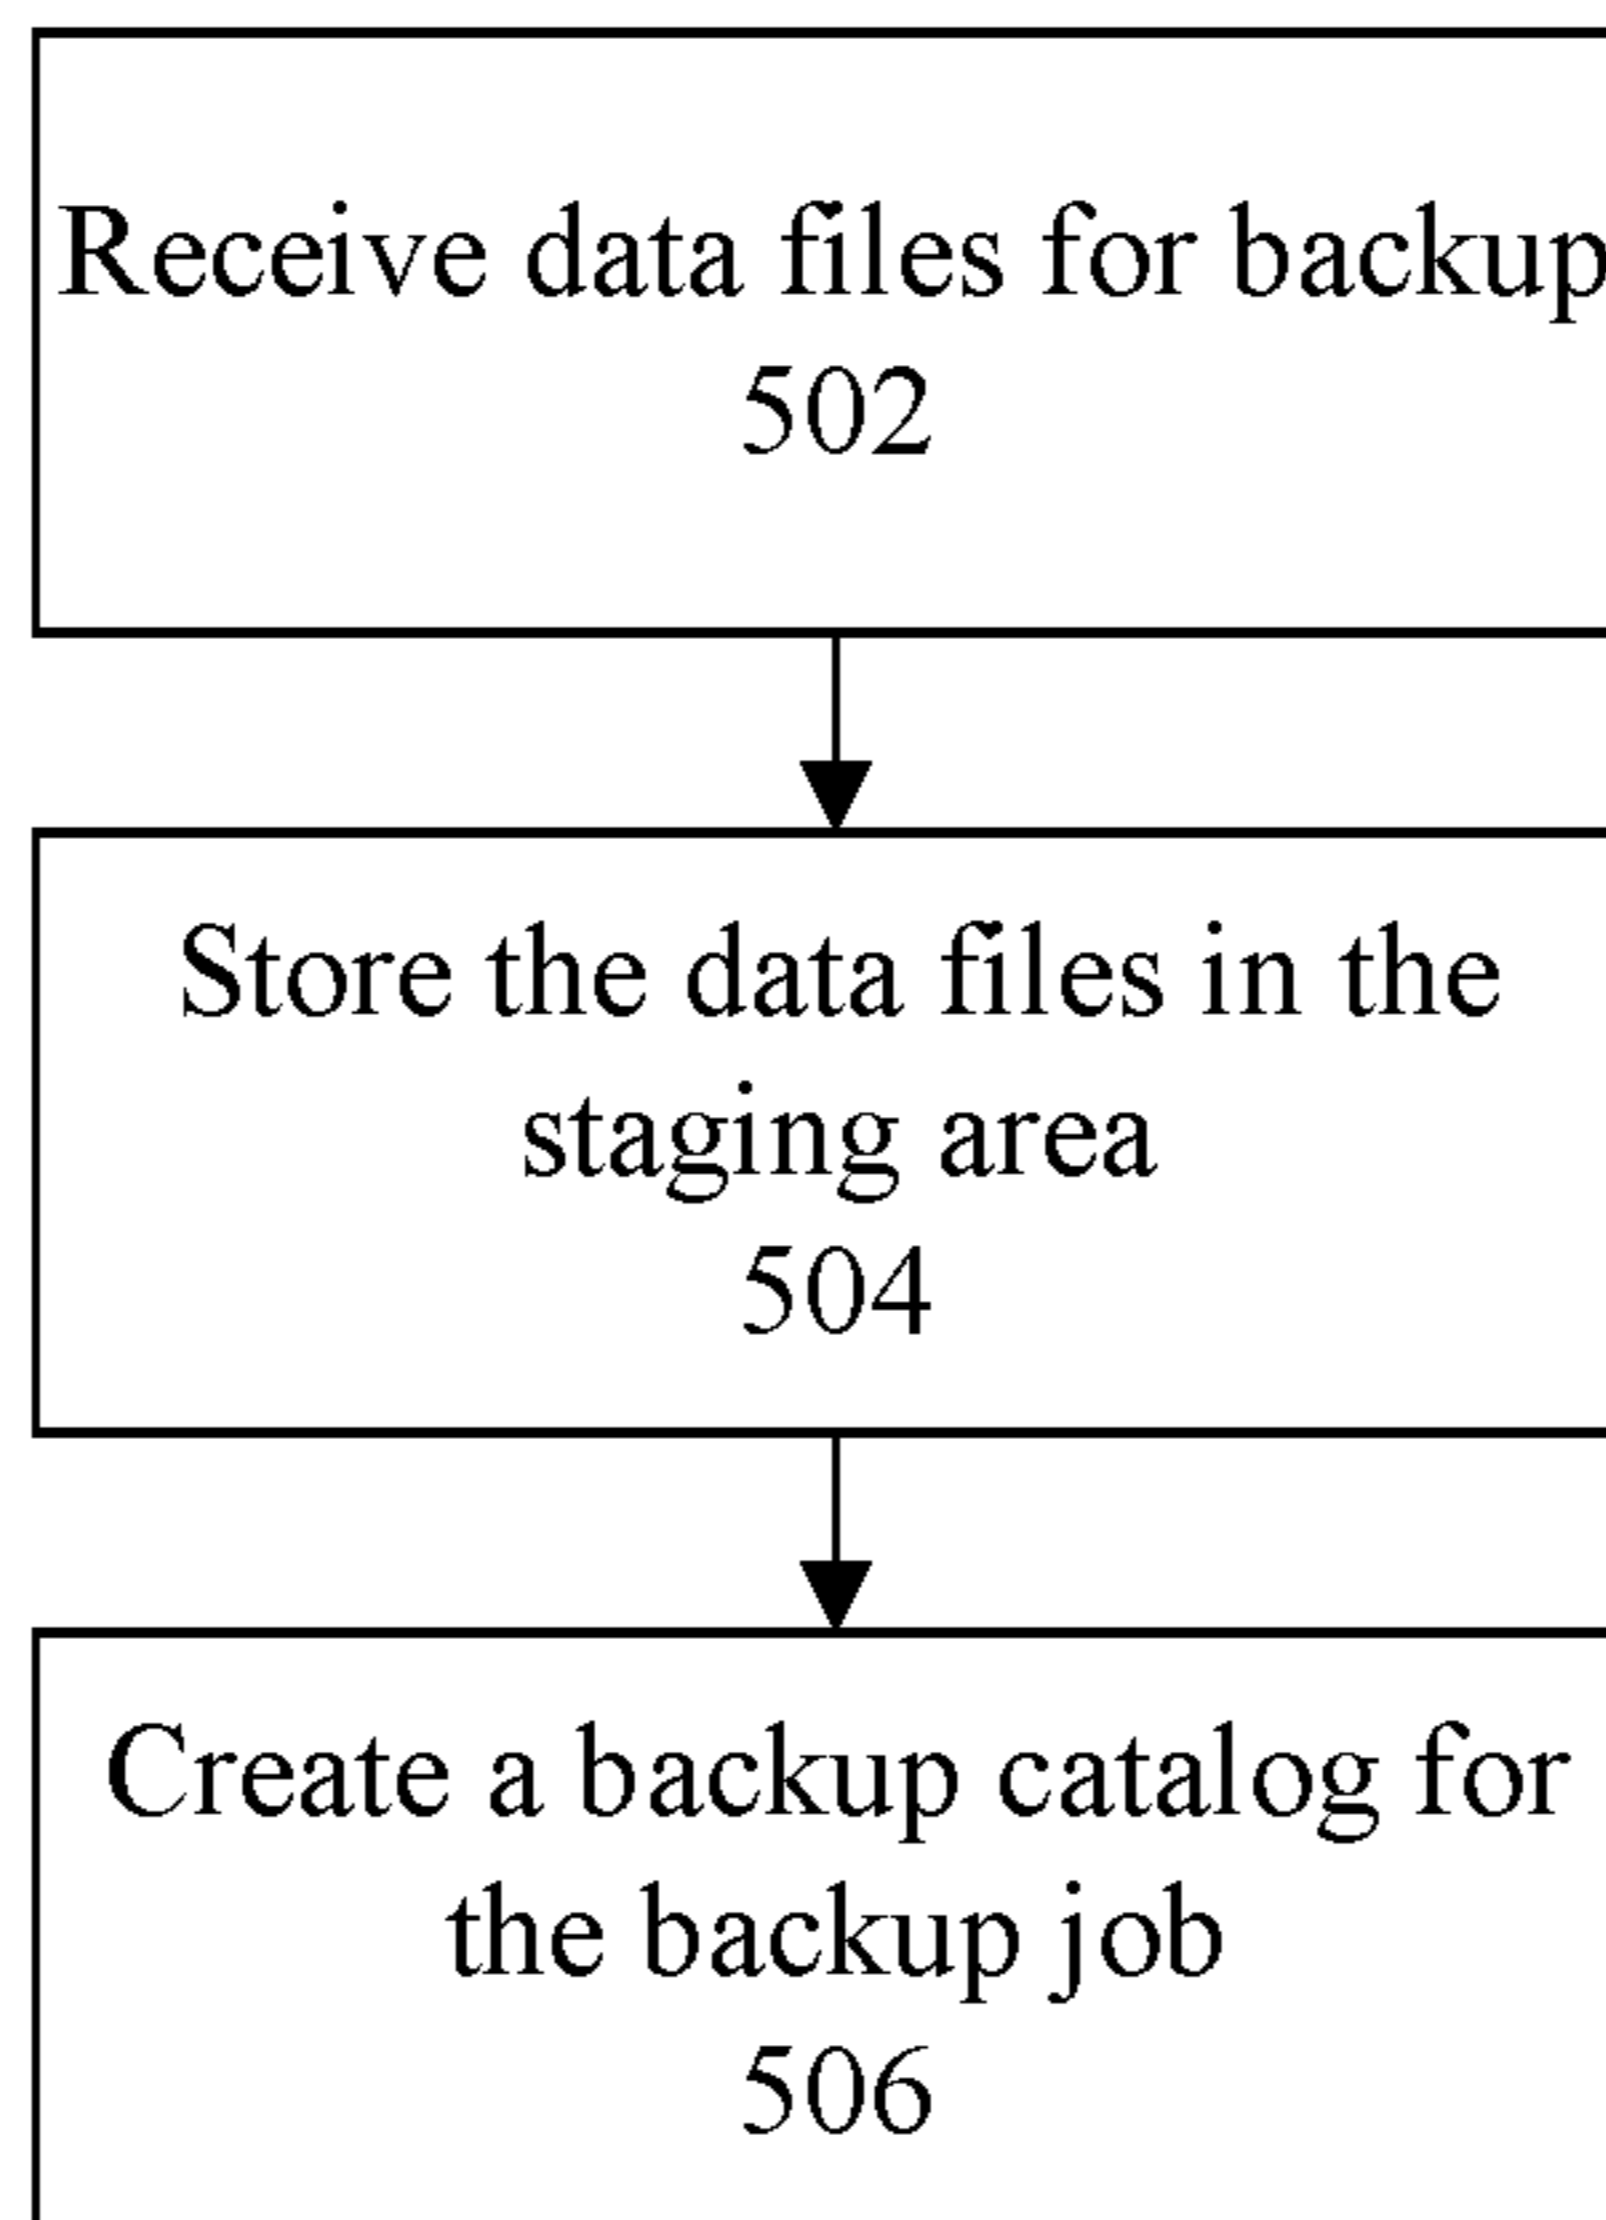 Receive data files for backup
502
Store the data files in the
staging area
504
Create a backup catalog for
the backup job
506